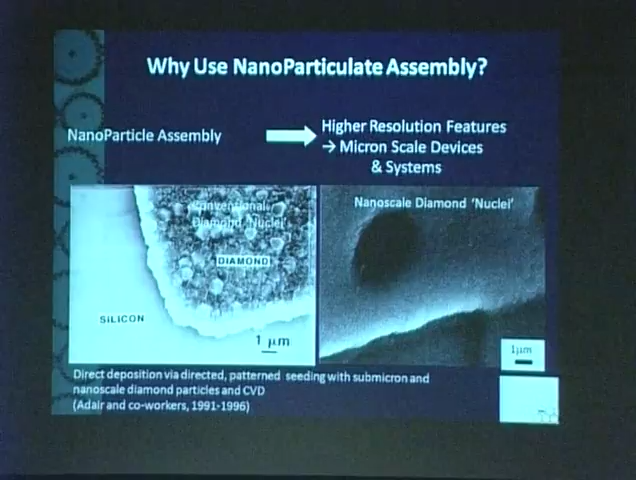 Why Use NanoParticulate Assembly?
NanoParticle Assembly
Higher Resolution Features
→ Micron Scale Devices
& Systems
Conventional
Diamond 'Nuclei'
DIAMOND
SILICON
1 μm
Nanoscale Diamond 'Nuclei'
1μm
Direct deposition via directed, patterned seeding with submicron and
nanoscale diamond particles and CVD
(Adair and co-workers, 1991-1996)